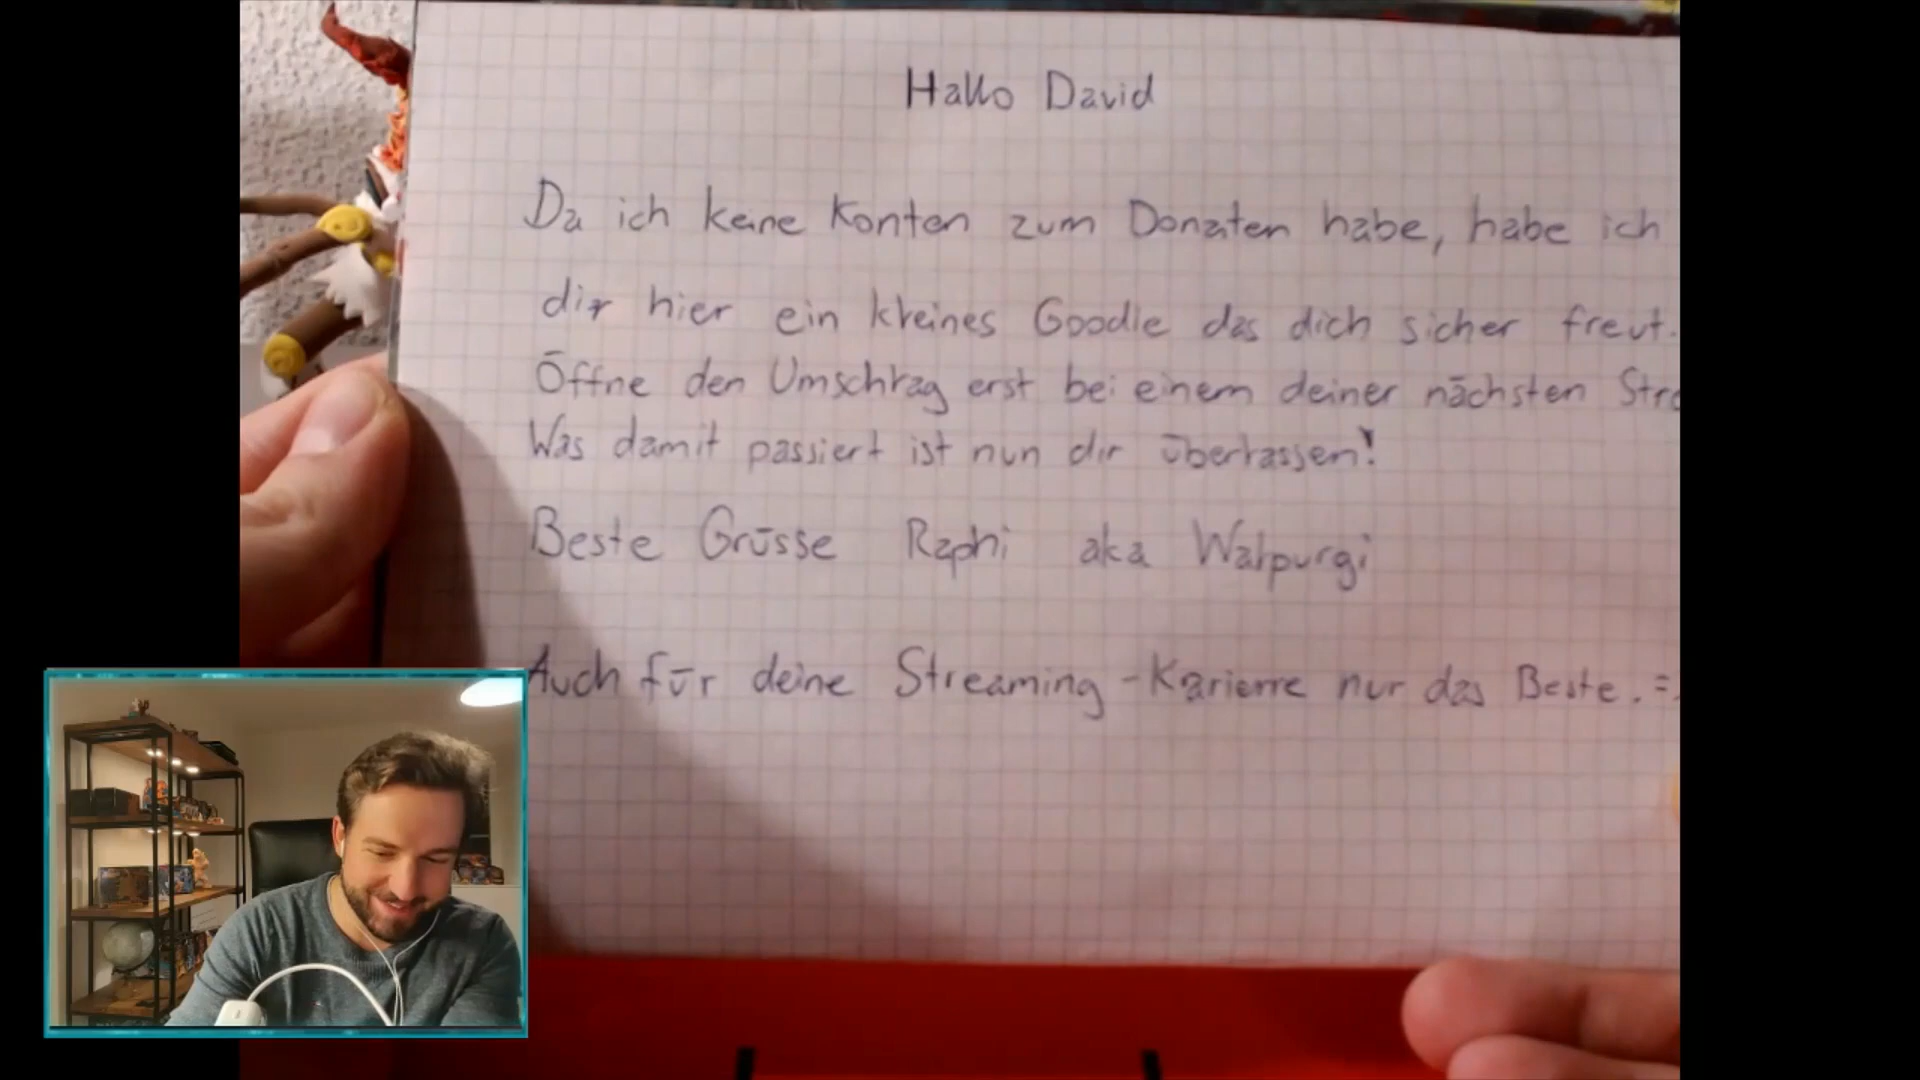 Hallo David
Da ich keine Konten zum Donaten habe, habe ich
dir hier ein kleines Goodie das dich sicher freut.
Öffne den Umschlag erst bei einem deiner nächsten
Was damit passiert ist nun dir überlassen!
Beste Grüsse Raphi aka Walpurgi
Auch für deine Streaming-Karierre nur das Beste. =